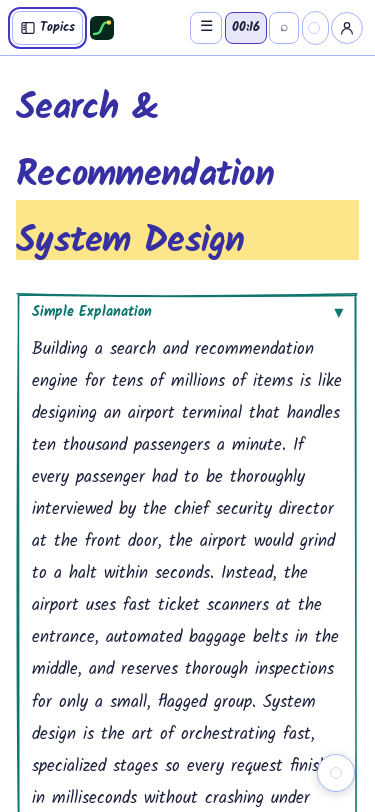 Topics
00:16
Search &
Recommendation
System Design
Simple Explanation
Building a search and recommendation
engine for tens of millions of items is like
designing an airport terminal that handles
ten thousand passengers a minute. If
every passenger had to be thoroughly
interviewed by the chief security director
at the front door, the airport would grind
to a halt within seconds. Instead, the
airport uses fast ticket scanners at the
entrance, automated baggage belts in the
middle, and reserves thorough inspections
for only a small, flagged group. System
design is the art of orchestrating fast,
specialized stages so every request
in milliseconds without crashing under